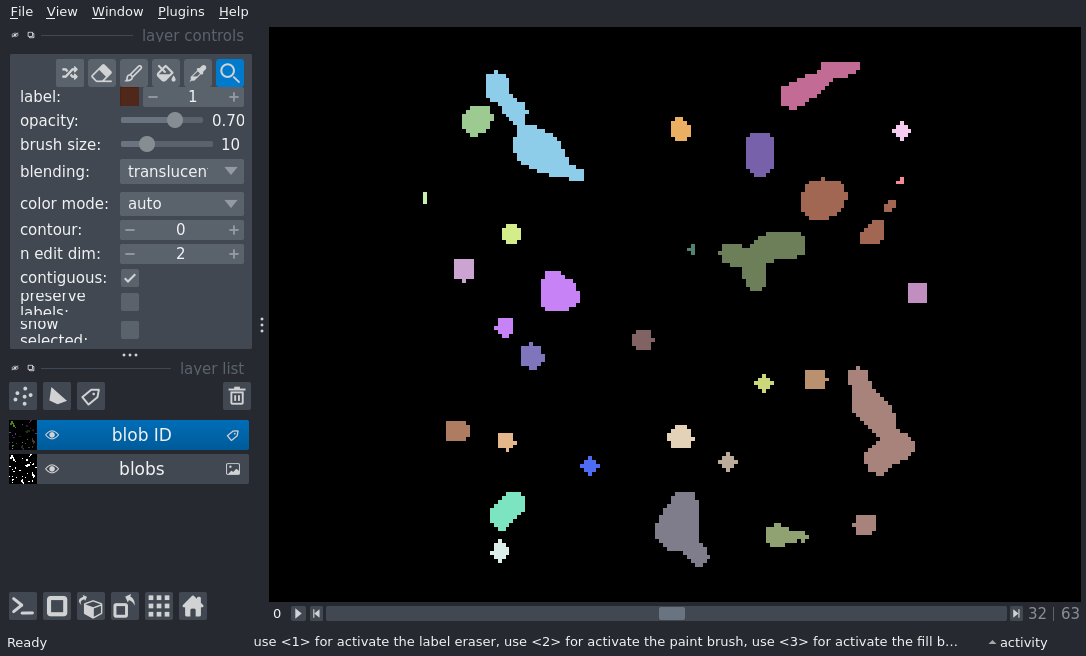 File View Window Plugins Help
layer controls
label: 1
opacity: 0.70
brush size: 10
blending: translucen
color mode: auto
contour: 0
n edit dim: 2
contiguous:
preserve
labels:
show
selected:
layer list
blob ID
blobs
0 32 | 63
Ready use <1> for activate the label eraser, use <2> for activate the paint brush, use <3> for activate the fill b... activity